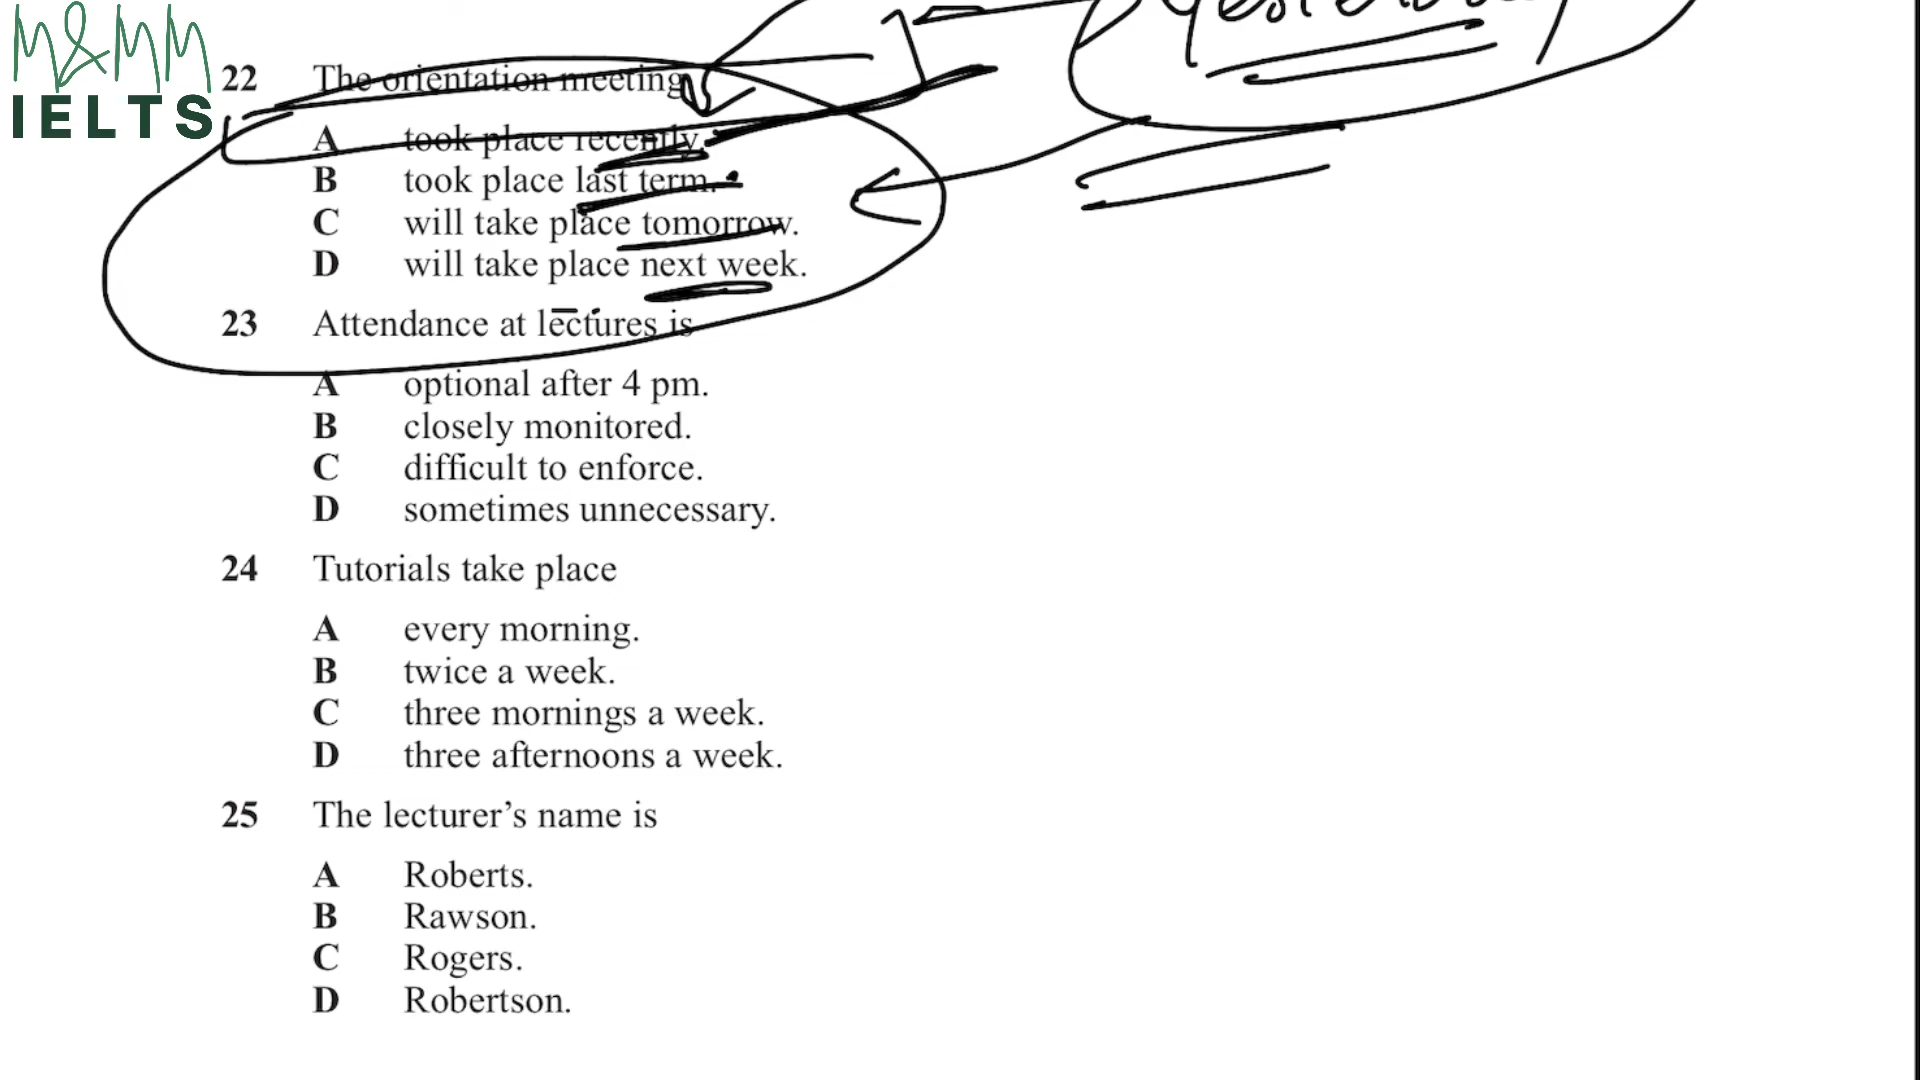 M&MM
IELTS
yesterday
22 The orientation meeting
A took place recently.
B took place last term.
C will take place tomorrow.
D will take place next week.
23 Attendance at lectures is
A optional after 4 pm.
B closely monitored.
C difficult to enforce.
D sometimes unnecessary.
24 Tutorials take place
A every morning.
B twice a week.
C three mornings a week.
D three afternoons a week.
25 The lecturer’s name is
A Roberts.
B Rawson.
C Rogers.
D Robertson.